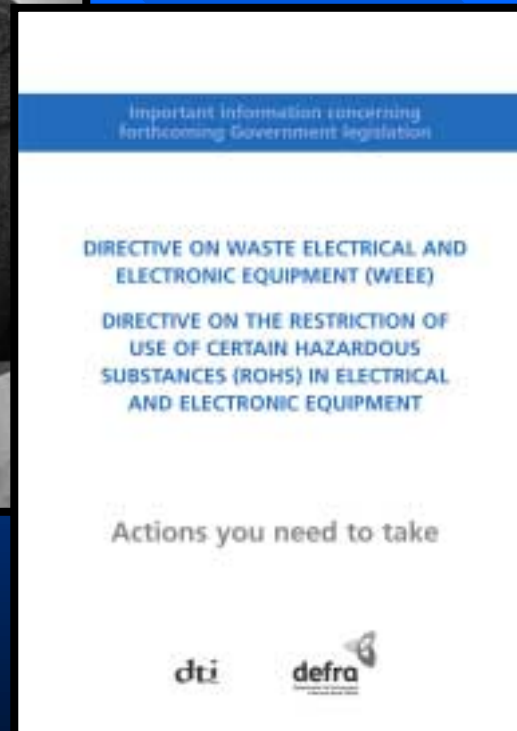 Important information concerning
forthcoming Government legislation
DIRECTIVE ON WASTE ELECTRICAL AND
ELECTRONIC EQUIPMENT (WEEE)
DIRECTIVE ON THE RESTRICTION OF
USE OF CERTAIN HAZARDOUS
SUBSTANCES (ROHS) IN ELECTRICAL
AND ELECTRONIC EQUIPMENT
Actions you need to take
dti
defra